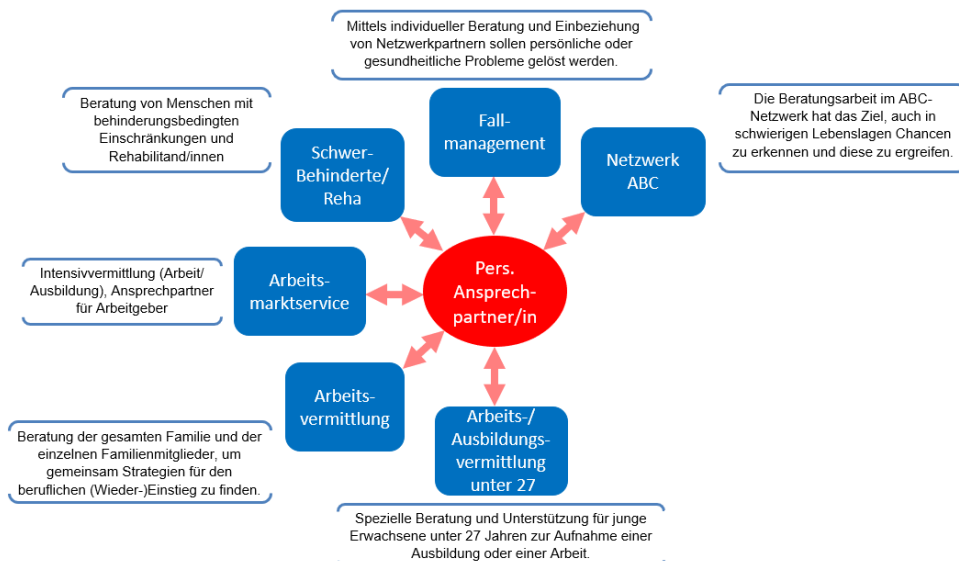 Mittels individueller Beratung und Einbeziehung
von Netzwerkpartnern sollen persönliche oder
gesundheitliche Probleme gelöst werden.
Beratung von Menschen mit
behinderungsbedingten
Einschränkungen und
Rehabilitand/innen
Die Beratungsarbeit im ABC-
Netzwerk hat das Ziel, auch in
schwierigen Lebenslagen Chancen
zu erkennen und diese zu ergreifen.
Fall-
management
Schwer-
Behinderte/
Reha
Netzwerk
ABC
Pers.
Ansprech-
partner/in
Intensivvermittlung (Arbeit/
Ausbildung), Ansprechpartner
für Arbeitgeber
Arbeits-
marktservice
Arbeits-
vermittlung
Arbeits-/
Ausbildungs-
vermittlung
unter 27
Beratung der gesamten Familie und der
einzelnen Familienmitglieder, um
gemeinsam Strategien für den
beruflichen (Wieder-)Einstieg zu finden.
Spezielle Beratung und Unterstützung für junge
Erwachsene unter 27 Jahren zur Aufnahme einer
Ausbildung oder einer Arbeit.